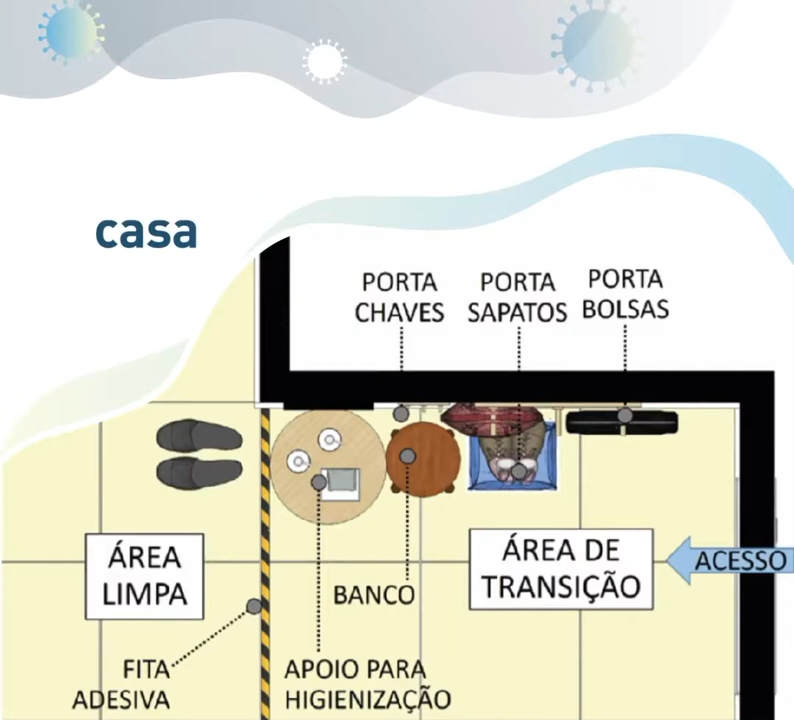 casa
PORTA
CHAVES
PORTA
SAPATOS
PORTA
BOLSAS
ÁREA
LIMPA
ÁREA DE
TRANSIÇÃO
ACESSO
BANCO
FITA
ADESIVA
APOIO PARA
HIGIENIZAÇÃO